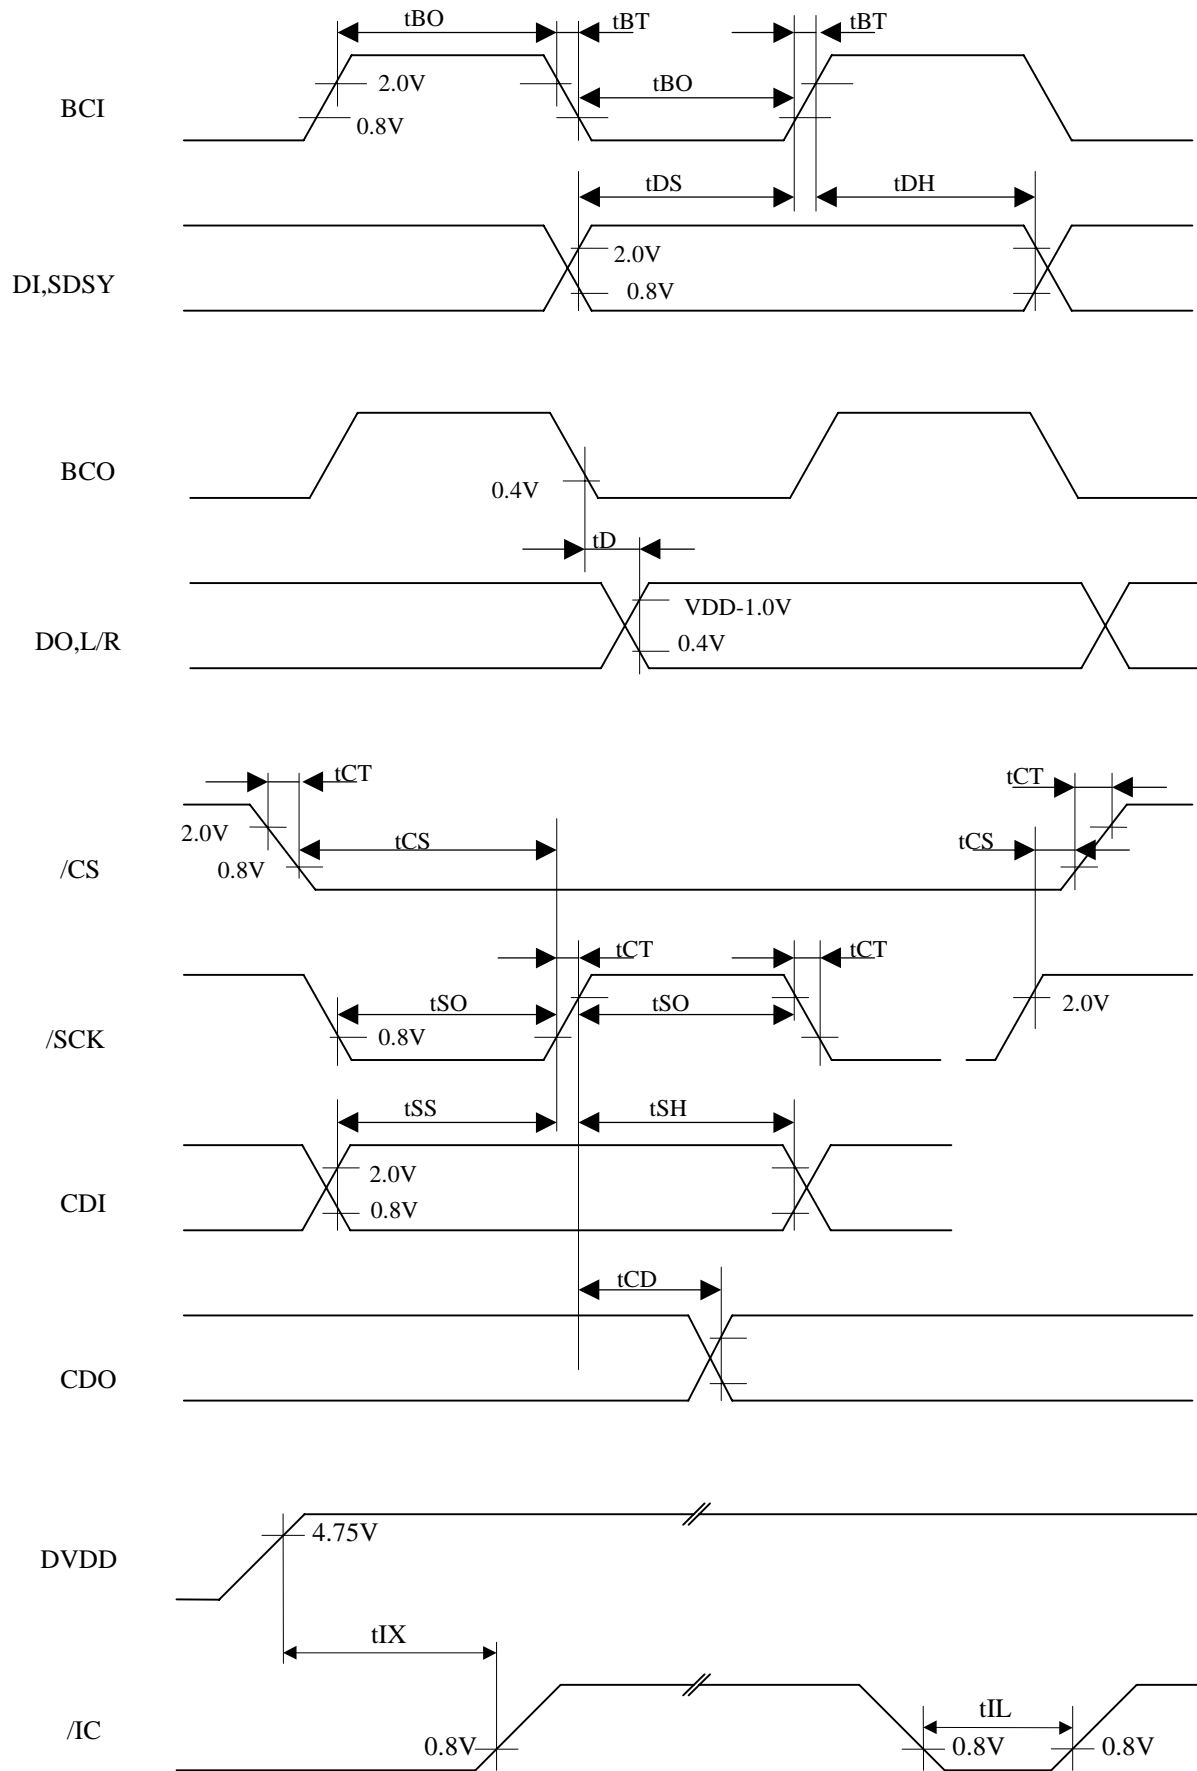 tBO tBT tBT
BCI 2.0V tBO
0.8V
tDS tDH
DI,SDSY 2.0V
0.8V
BCO 0.4V
tD
DO,L/R VDD-1.0V
0.4V
tCT tCT
2.0V tCS tCS
/CS 0.8V
tCT tCT
tSO tSO 2.0V
/SCK 0.8V
tSS tSH
2.0V
CDI 0.8V
tCD
CDO
4.75V
DVDD
tIX
tIL
/IC 0.8V 0.8V 0.8V